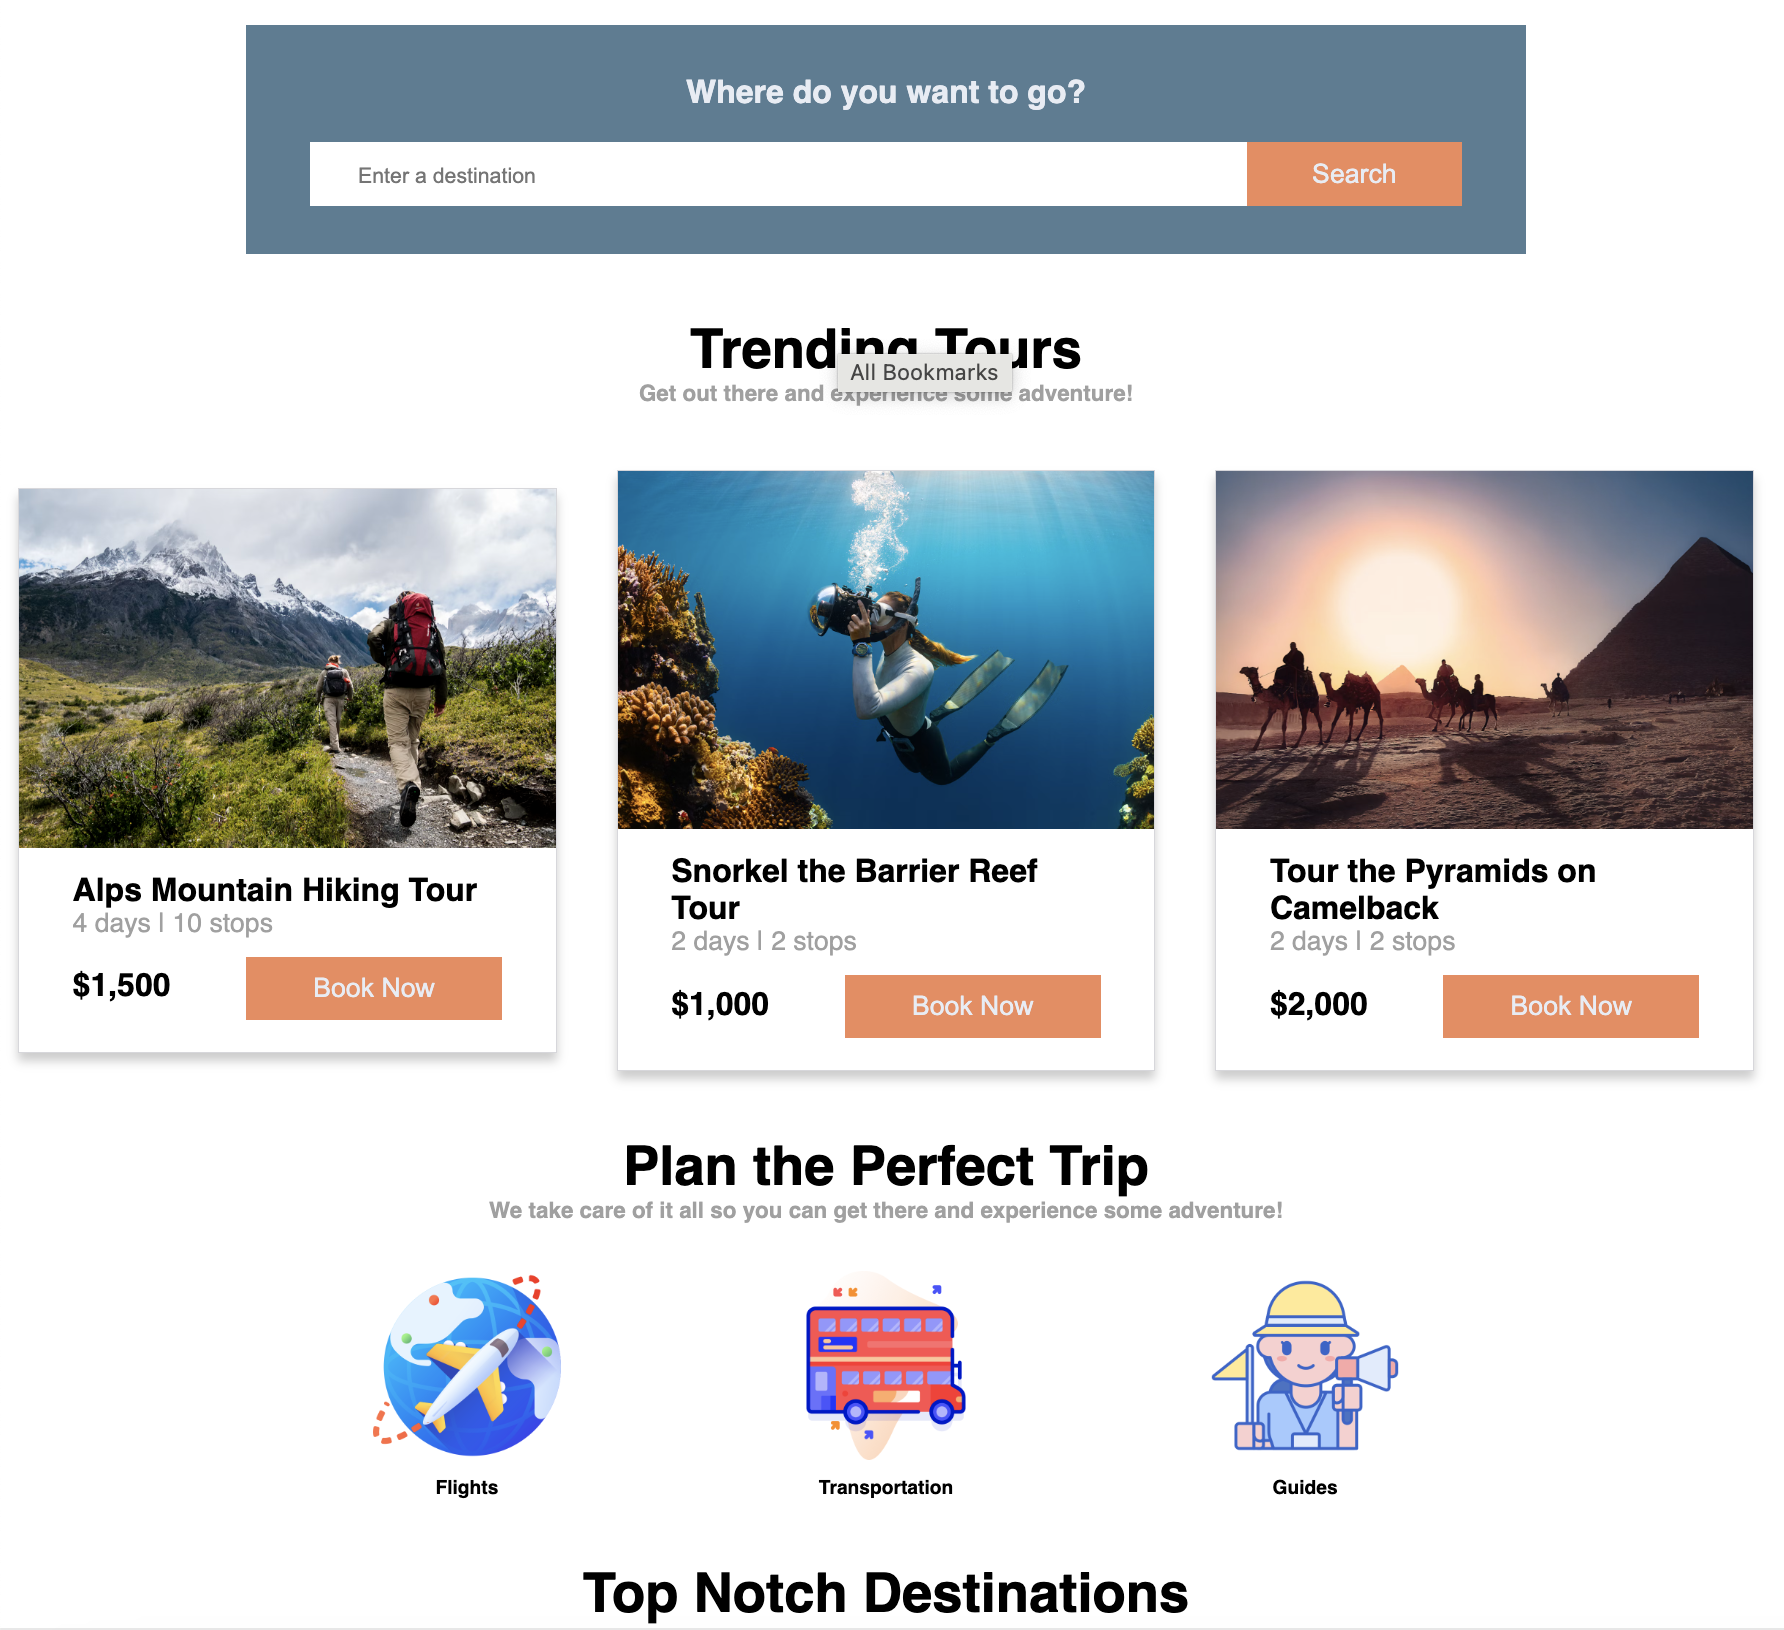 Where do you want to go?
Enter a destination
Search
Trending Tours
All Bookmarks
Get out there and experience some adventure!
Alps Mountain Hiking Tour
4 days | 10 stops
$1,500
Book Now
Snorkel the Barrier Reef
Tour
2 days | 2 stops
$1,000
Book Now
Tour the Pyramids on
Camelback
2 days | 2 stops
$2,000
Book Now
Plan the Perfect Trip
We take care of it all so you can get there and experience some adventure!
Flights
Transportation
Guides
Top Notch Destinations